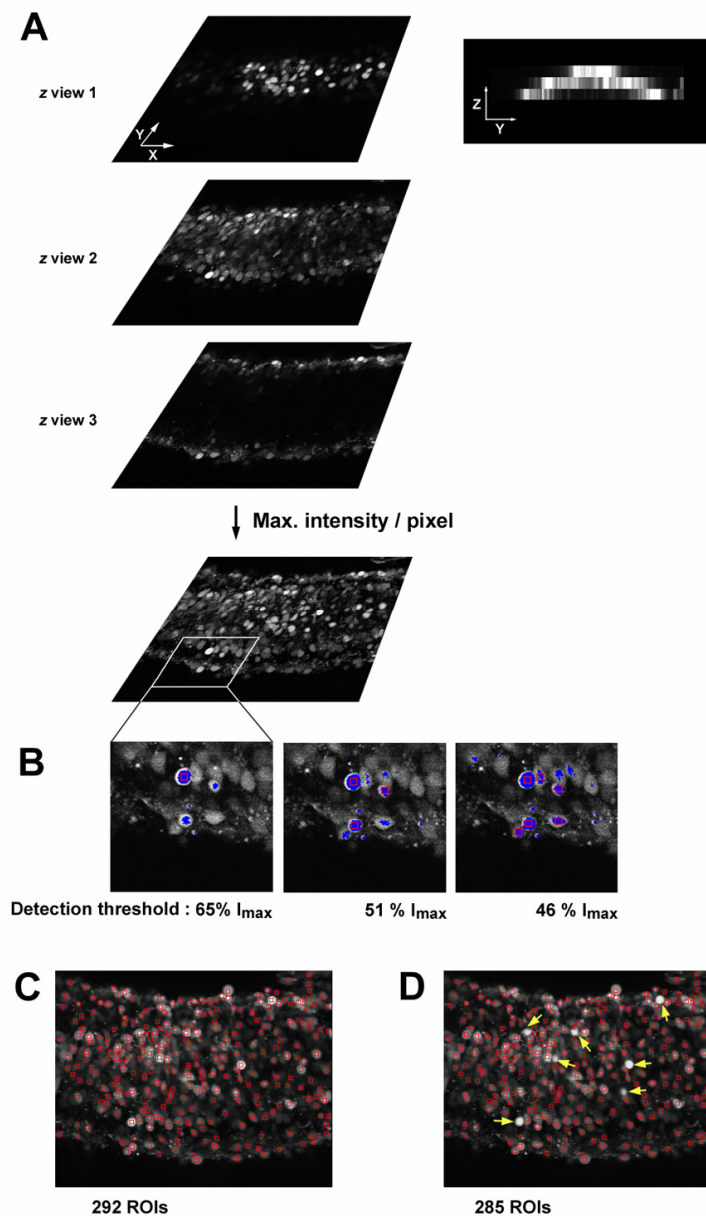 A
z view 1
Y
X
Z
Y
z view 2
z view 3
Max. intensity / pixel
B
Detection threshold : 65% Imax
51 % Imax
46 % Imax
C
D
292 ROIs
285 ROIs